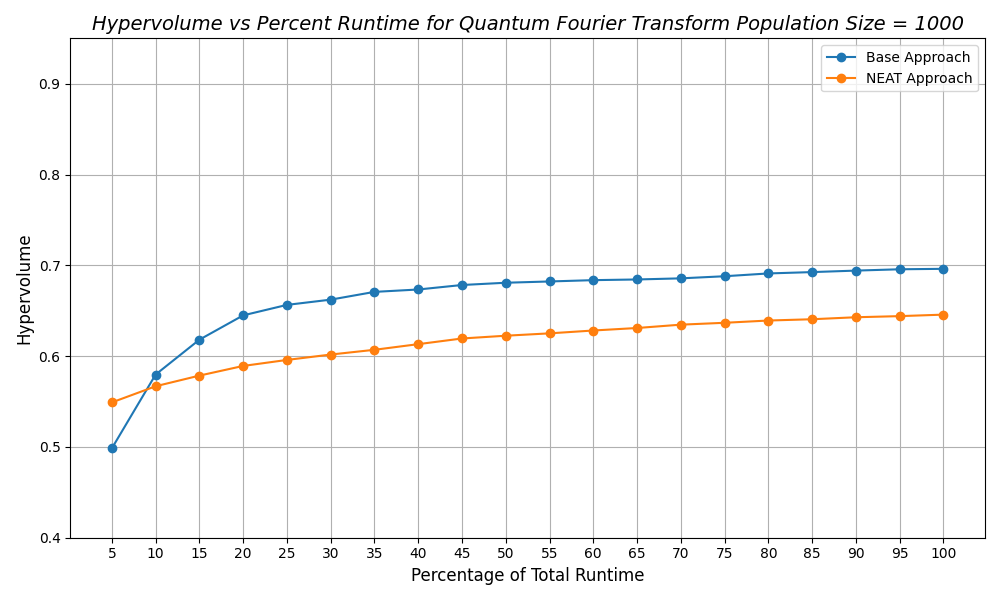 Hypervolume vs Percent Runtime for Quantum Fourier Transform Population Size = 1000
Base Approach
NEAT Approach
Hypervolume
0.9
0.8
0.7
0.6
0.5
0.4
5 10 15 20 25 30 35 40 45 50 55 60 65 70 75 80 85 90 95 100
Percentage of Total Runtime